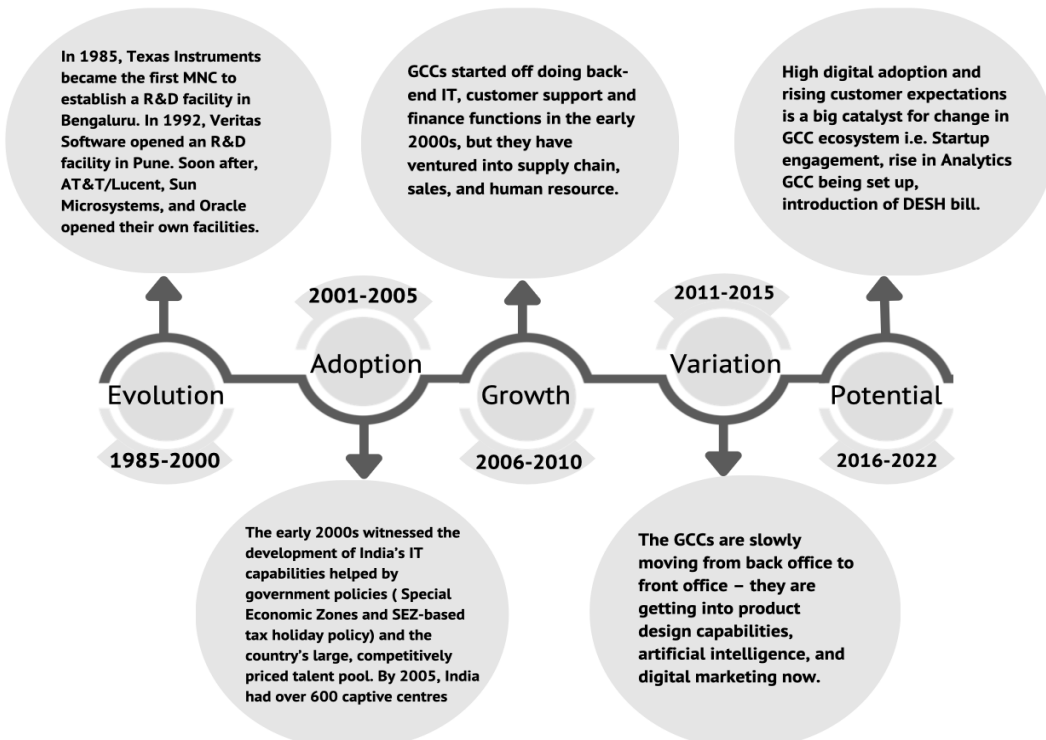 In 1985, Texas Instruments
became the first MNC to
establish a R&D facility in
Bengaluru. In 1992, Veritas
Software opened an R&D
facility in Pune. Soon after,
AT&T/Lucent, Sun
Microsystems, and Oracle
opened their own facilities.
GCCs started off doing back-
end IT, customer support and
finance functions in the early
2000s, but they have
ventured into supply chain,
sales, and human resource.
High digital adoption and
rising customer expectations
is a big catalyst for change in
GCC ecosystem i.e. Startup
engagement, rise in Analytics
GCC being set up,
introduction of DESH bill.
2001-2005
2011-2015
Evolution
Adoption
Growth
Variation
Potential
1985-2000
2006-2010
2016-2022
The early 2000s witnessed the
development of India's IT
capabilities helped by
government policies ( Special
Economic Zones and SEZ-based
tax holiday policy) and the
country's large, competitively
priced talent pool. By 2005, India
had over 600 captive centres
The GCCs are slowly
moving from back office to
front office – they are
getting into product
design capabilities,
artificial intelligence, and
digital marketing now.